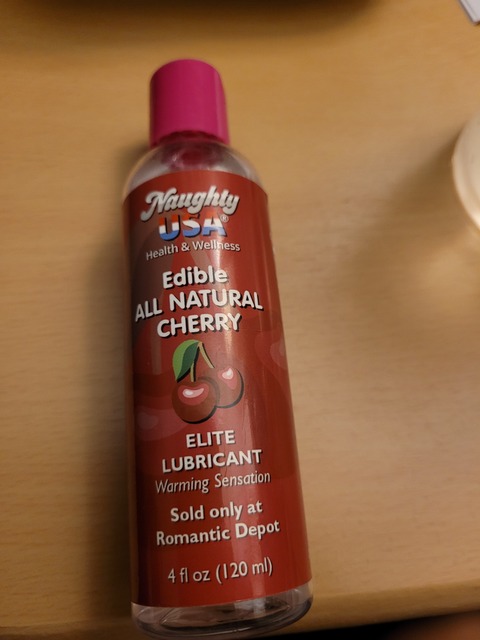 Naughty
USA®
Health & Wellness
Edible
ALL NATURAL
CHERRY
ELITE
LUBRICANT
Warming Sensation
Sold only at
Romantic Depot
4 fl oz (120 ml)